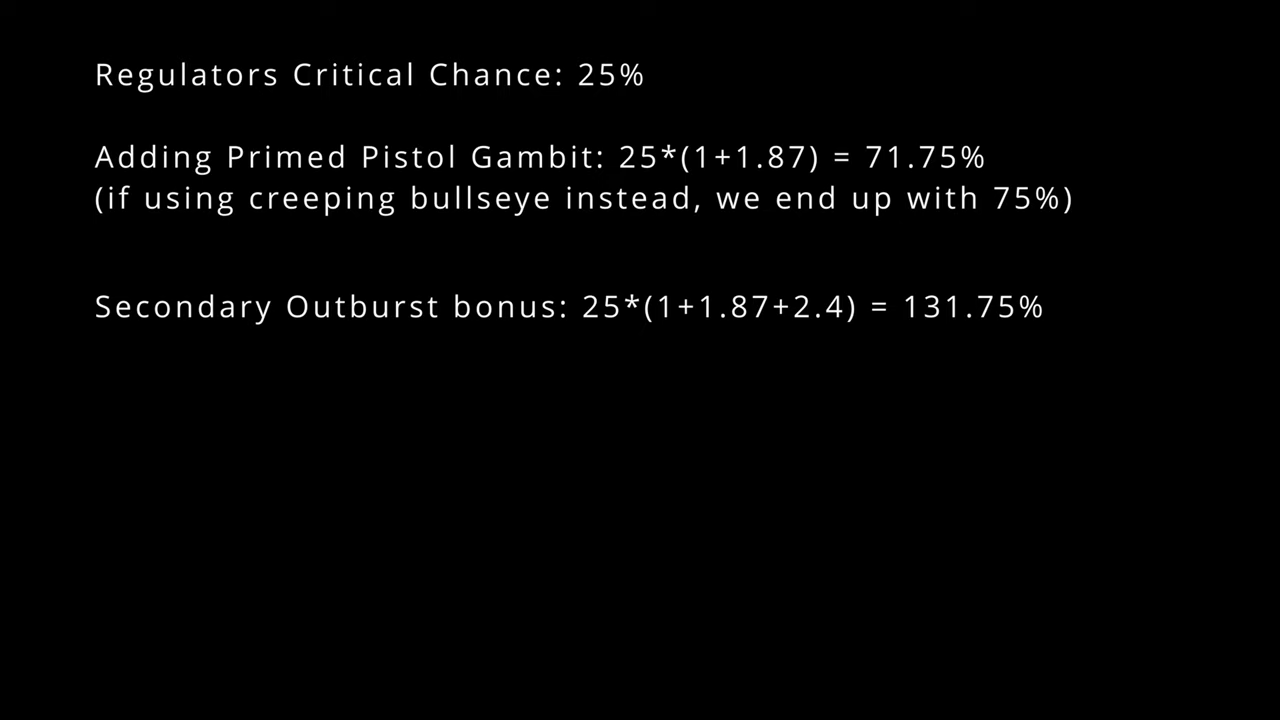 Regulators Critical Chance: 25%
Adding Primed Pistol Gambit: 25*(1+1.87) = 71.75%
(if using creeping bullseye instead, we end up with 75%)
Secondary Outburst bonus: 25*(1+1.87+2.4) = 131.75%